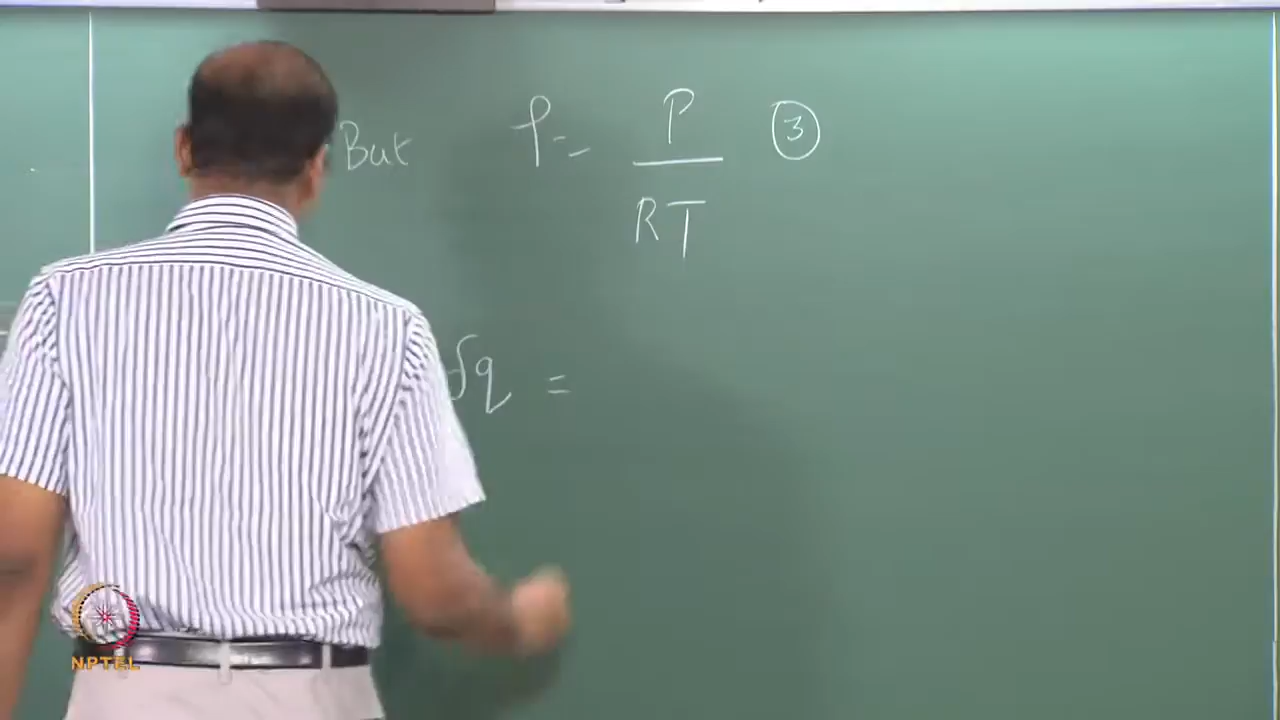 But ρ = P / RT ③
δq =
NPTEL